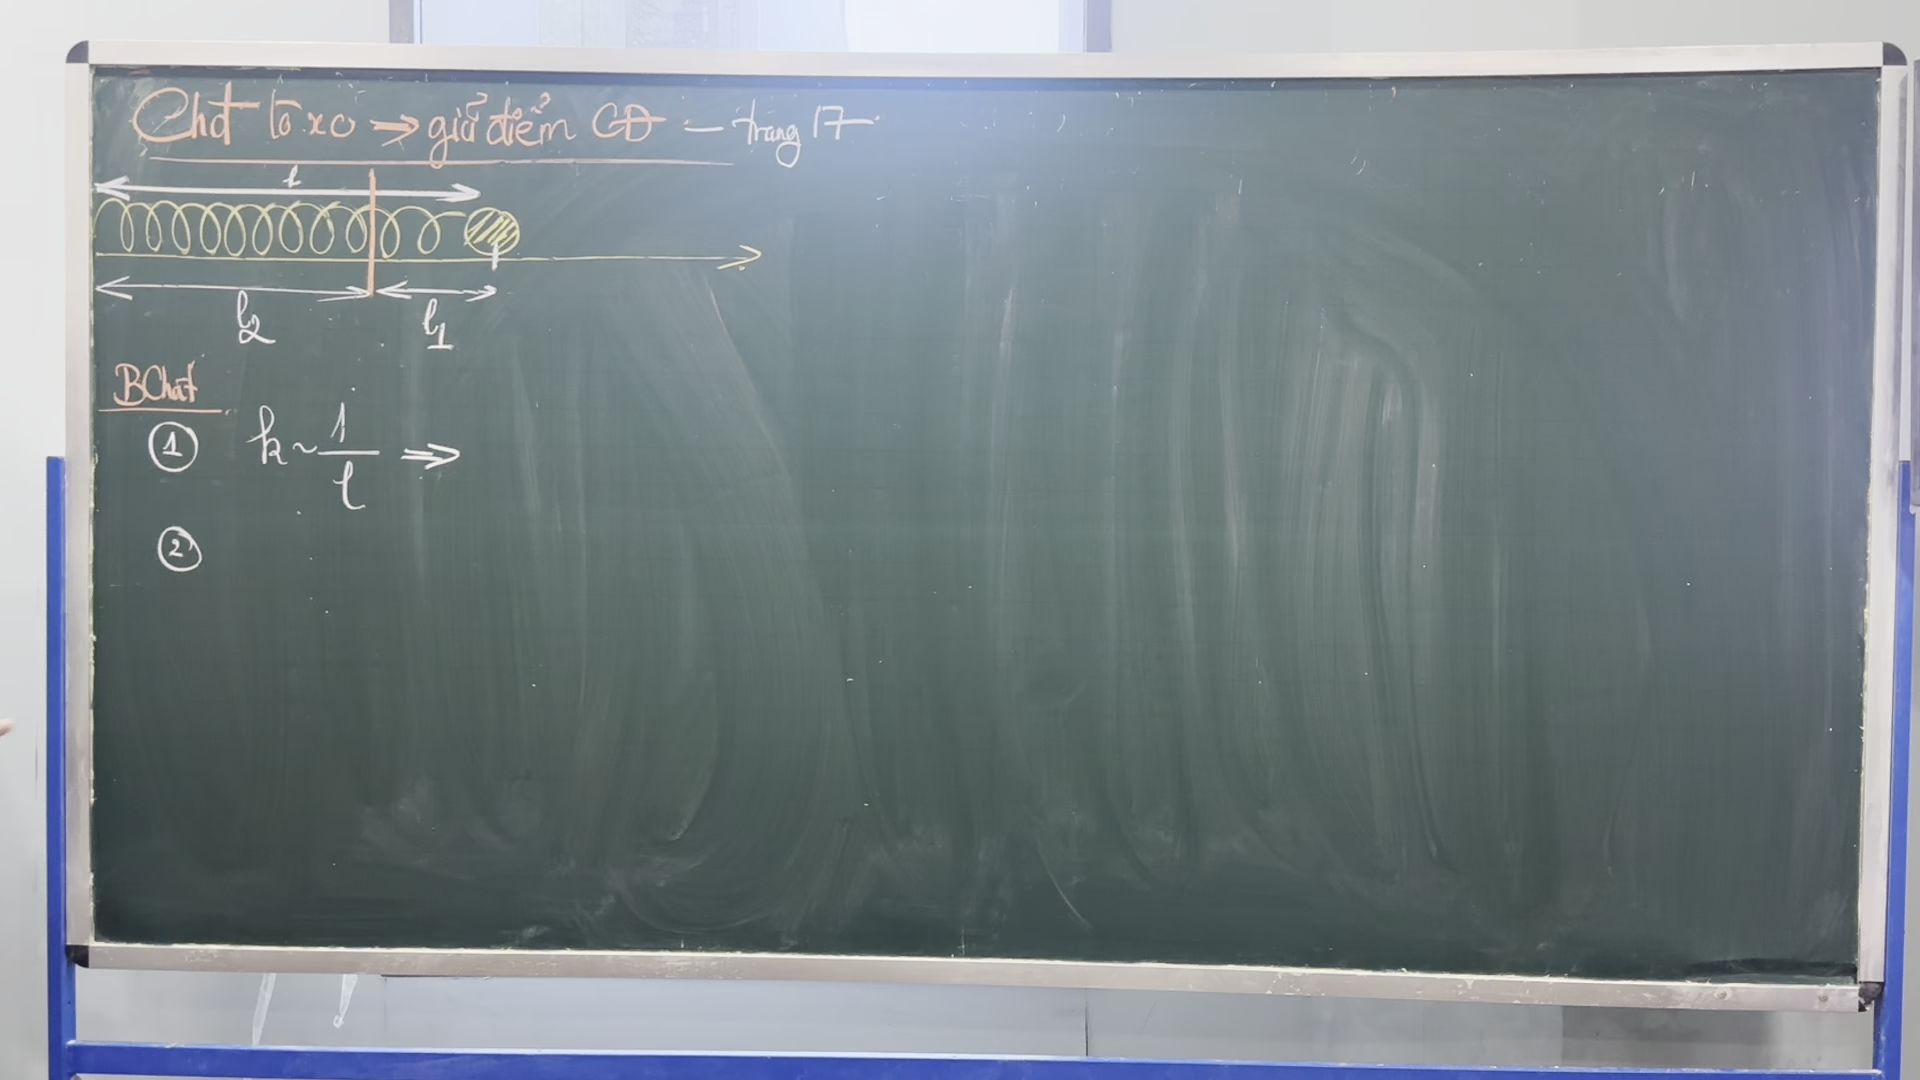 Chđ lò xo → giữ điểm CĐ – trang 17
l
l₂ l₁
BChất
① k ~ 1/l ⇒
②